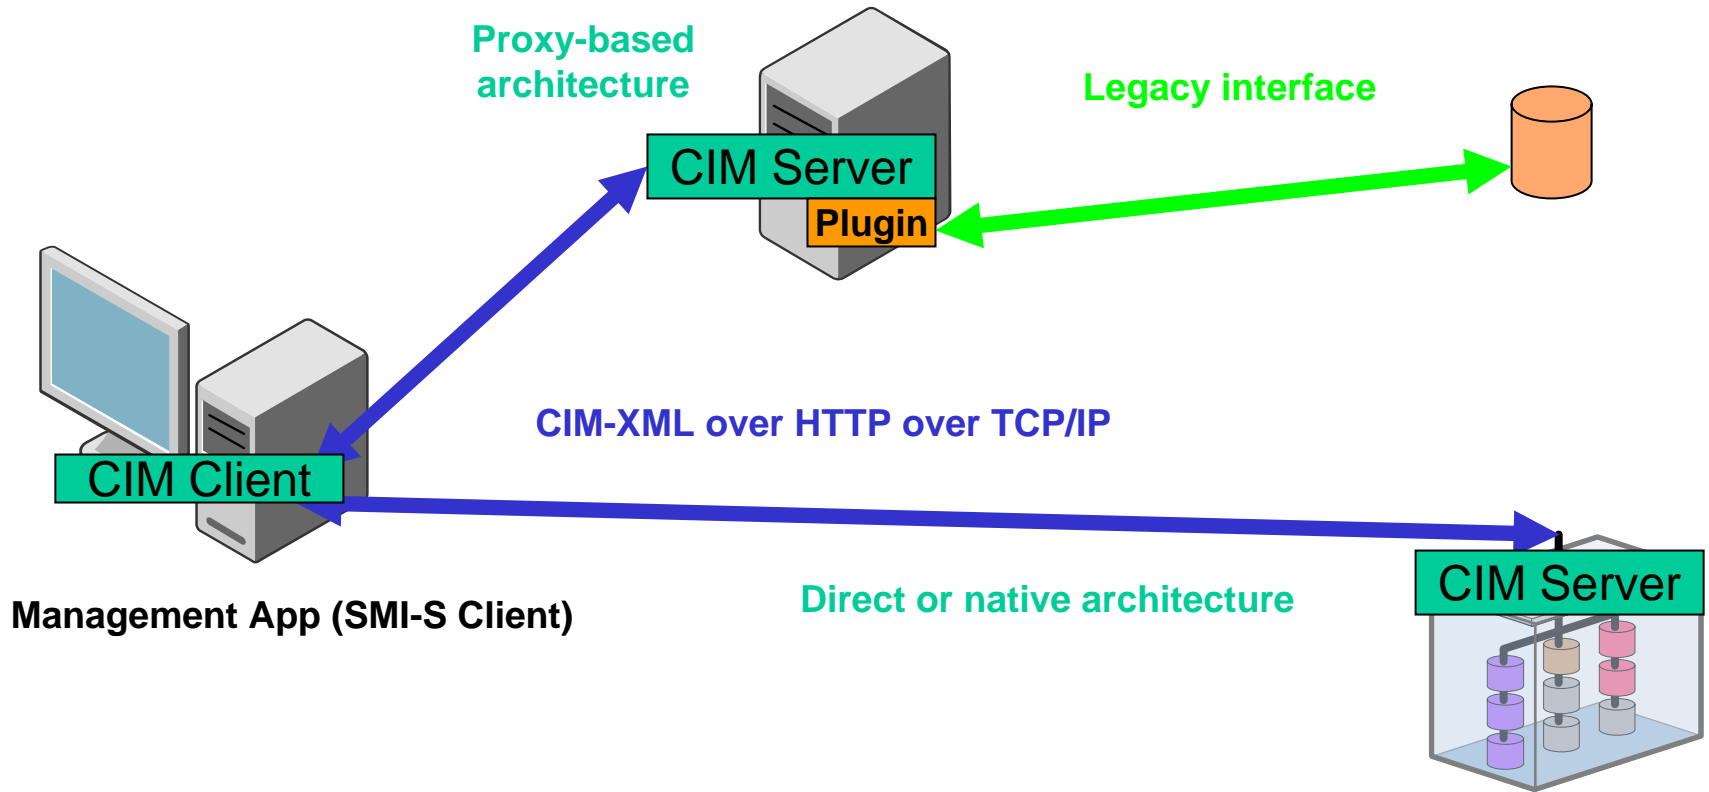 Proxy-based
architecture
Legacy interface
CIM Server
Plugin
CIM-XML over HTTP over TCP/IP
CIM Client
CIM Server
Direct or native architecture
Management App (SMI-S Client)